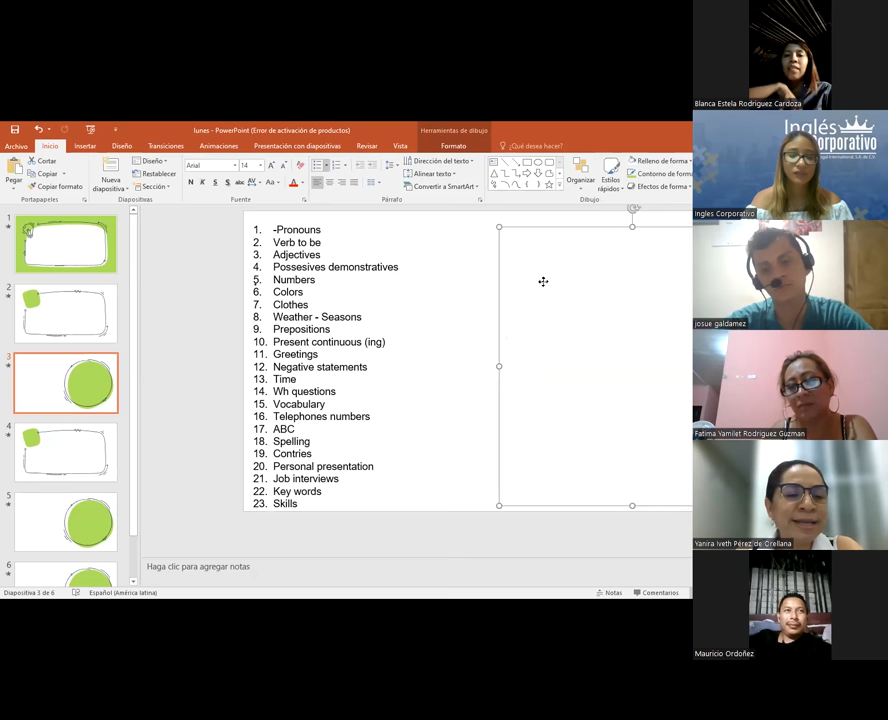 lunes - PowerPoint (Error de activación de productos)
Herramientas de dibujo
Archivo Inicio Insertar Diseño Transiciones Animaciones Presentación con diapositivas Revisar Vista Formato ¿Qué desea hacer?
Pegar
Cortar
Copiar
Copiar formato
Portapapeles
Nueva diapositiva
Diseño
Restablecer
Sección
Diapositivas
Arial 14
N K S S AV Aa A
Fuente
Párrafo
Dirección del texto
Alinear texto
Convertir a SmartArt
Organizar
Estilos rápidos
Relleno de forma
Contorno de forma
Efectos de forma
Dibujo
1
2
3
4
5
6
1. -Pronouns
2. Verb to be
3. Adjectives
4. Possesives demonstratives
5. Numbers
6. Colors
7. Clothes
8. Weather - Seasons
9. Prepositions
10. Present continuous (ing)
11. Greetings
12. Negative statements
13. Time
14. Wh questions
15. Vocabulary
16. Telephones numbers
17. ABC
18. Spelling
19. Contries
20. Personal presentation
21. Job interviews
22. Key words
23. Skills
Haga clic para agregar notas
Diapositiva 3 de 6 Español (América latina) Notas Comentarios
Blanca Estela Rodriguez Cardoza
Inglés
Corporativo
Ingles Corporativo
josue galdamez
Fatima Yamilet Rodriguez Guzman
Yanira Iveth Pérez de Orellana
Mauricio Ordoñez